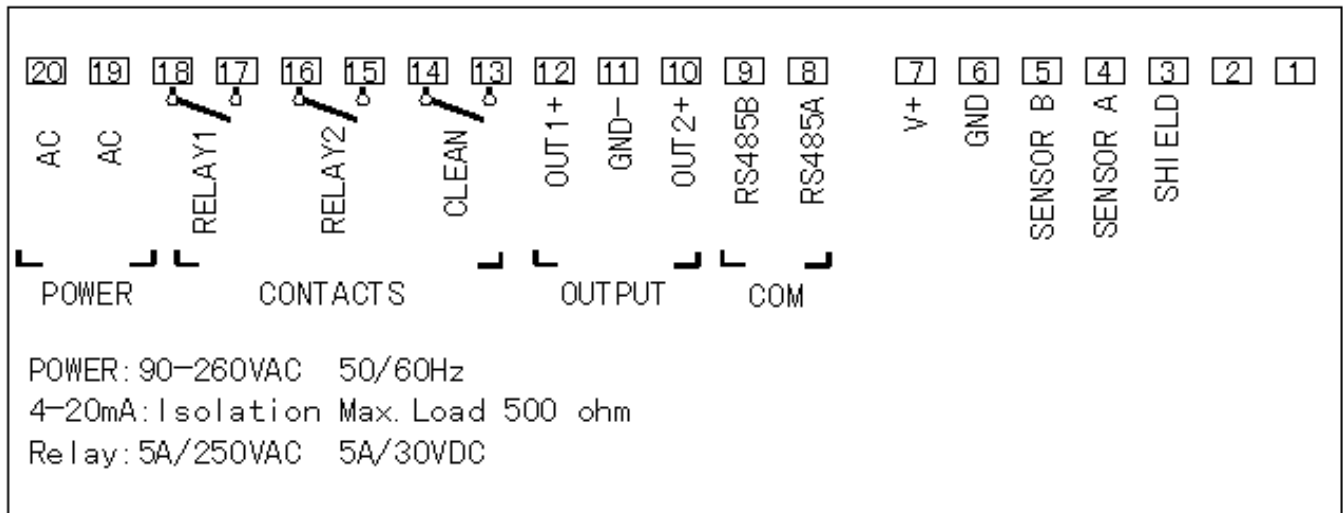 20 19 18 17 16 15 14 13 12 11 10 9 8 7 6 5 4 3 2 1
AC
AC
RELAY1
RELAY2
CLEAN
OUT1+
GND-
OUT2+
RS485B
RS485A
V+
GND
SENSOR B
SENSOR A
SHIELD
POWER CONTACTS OUTPUT COM
POWER:90-260VAC 50/60Hz
4-20mA:Isolation Max.Load 500 ohm
Relay:5A/250VAC 5A/30VDC